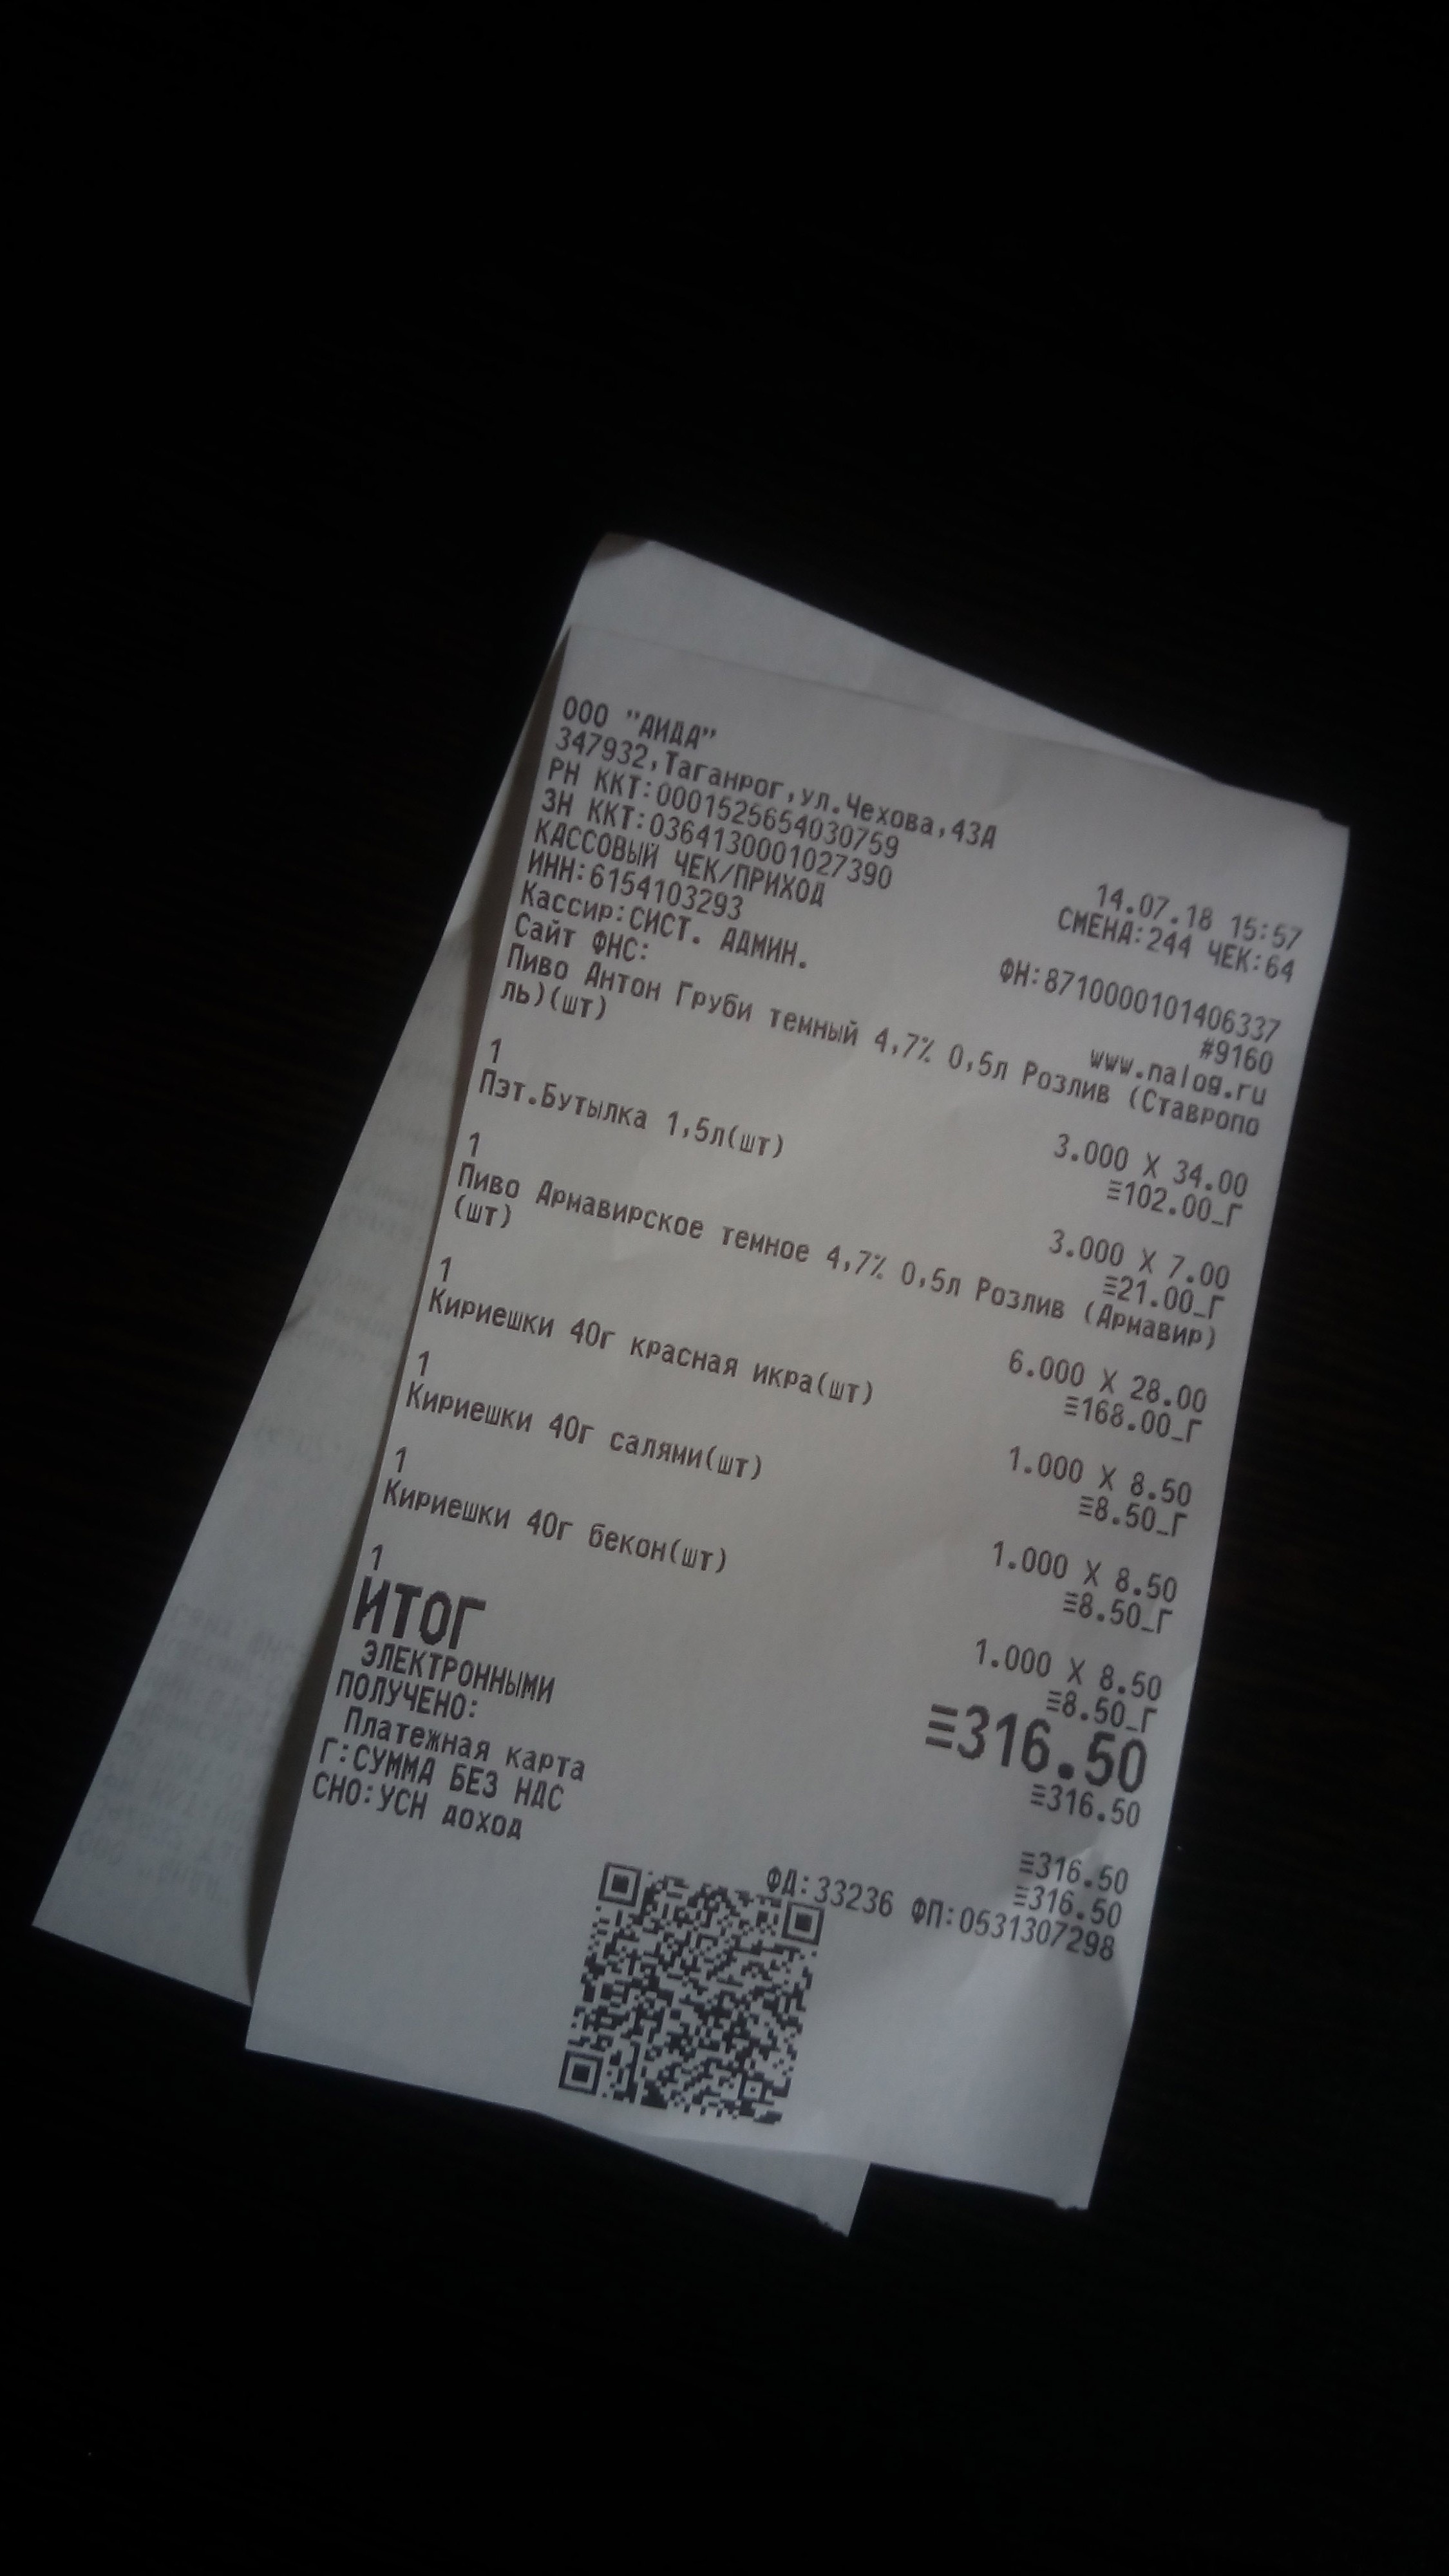 ООО "АИДА"
347932,Таганрог,ул.Чехова,43А
РН ККТ:0001525654030759 14.07.18 15:57
ЗН ККТ:0364130001027390 СМЕНА:244 ЧЕК:64
КАССОВЫЙ ЧЕК/ПРИХОД
ИНН:6154103293 ФН:8710000101406337
Кассир:СИСТ. АДМИН. #9160
Сайт ФНС: www.nalog.ru
Пиво Антон Груби темный 4,7% 0,5л Розлив (Ставропо
ль)(шт)
3.000 X 34.00
1 ≡102.00_Г
Пэт.Бутылка 1,5л(шт)
3.000 X 7.00
1 ≡21.00_Г
Пиво Армавирское темное 4,7% 0,5л Розлив (Армавир)
(шт)
6.000 X 28.00
1 ≡168.00_Г
Кириешки 40г красная икра(шт)
1.000 X 8.50
1 ≡8.50_Г
Кириешки 40г салями(шт)
1.000 X 8.50
1 ≡8.50_Г
Кириешки 40г бекон(шт)
1.000 X 8.50
1 ≡8.50_Г
ИТОГ ≡316.50
ЭЛЕКТРОННЫМИ ≡316.50
ПОЛУЧЕНО:
Платежная карта ≡316.50
Г:СУММА БЕЗ НДС ≡316.50
СНО:УСН доход ФД:33236 ФП:0531307298